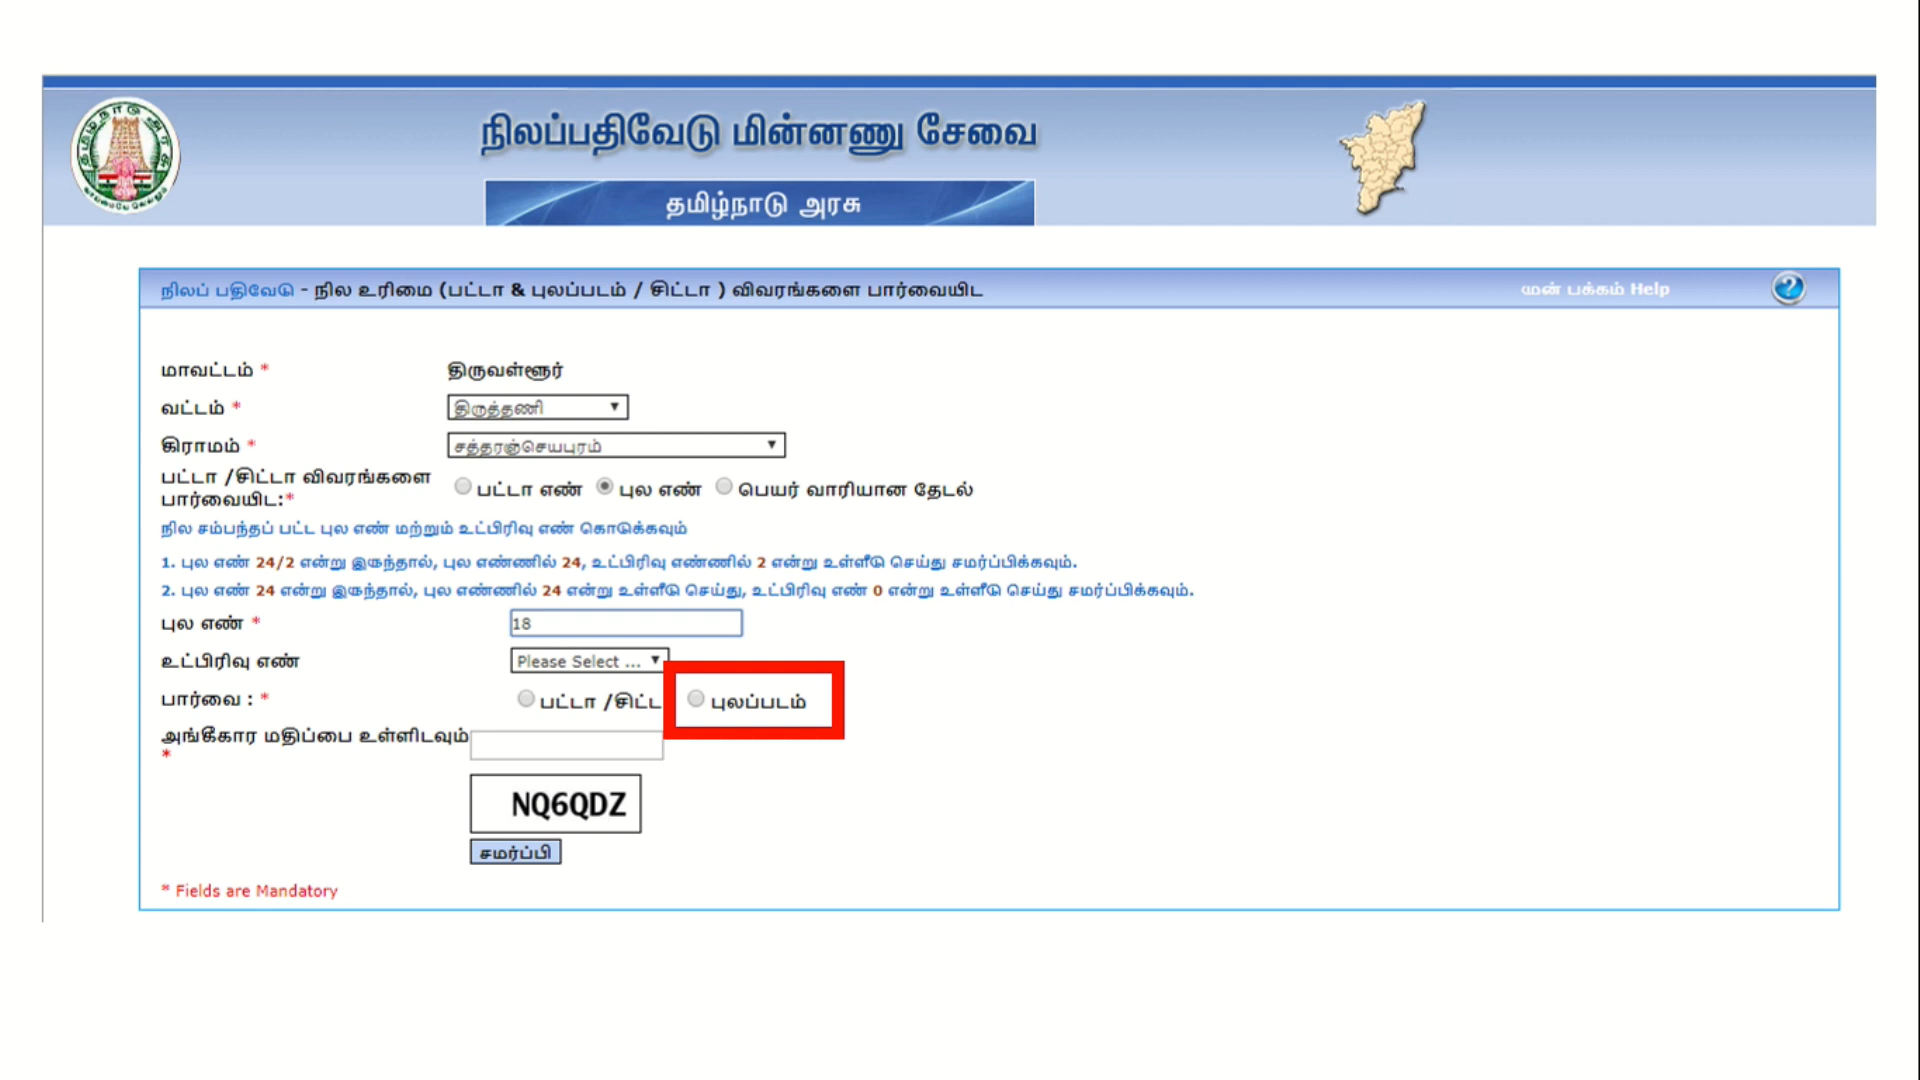 நிலப்பதிவேடு மின்னணு சேவை
தமிழ்நாடு அரசு
நிலப் பதிவேடு - நில உரிமை (பட்டா & புலப்படம் / சிட்டா ) விவரங்களை பார்வையிட
முன் பக்கம் Help
மாவட்டம் * திருவள்ளூர்
வட்டம் * திருத்தணி
கிராமம் * சத்தரஞ்செயபுரம்
பட்டா /சிட்டா விவரங்களை
பார்வையிட:* பட்டா எண் புல எண் பெயர் வாரியான தேடல்
நில சம்பந்தப் பட்ட புல எண் மற்றும் உட்பிரிவு எண் கொடுக்கவும்
1. புல எண் 24/2 என்று இருந்தால், புல எண்ணில் 24, உட்பிரிவு எண்ணில் 2 என்று உள்ளீடு செய்து சமர்ப்பிக்கவும்.
2. புல எண் 24 என்று இருந்தால், புல எண்ணில் 24 என்று உள்ளீடு செய்து, உட்பிரிவு எண் 0 என்று உள்ளீடு செய்து சமர்ப்பிக்கவும்.
புல எண் * 18
உட்பிரிவு எண் Please Select ...
பார்வை : * பட்டா /சிட்ட புலப்படம்
அங்கீகார மதிப்பை உள்ளிடவும்
*
NQ6QDZ
சமர்ப்பி
* Fields are Mandatory